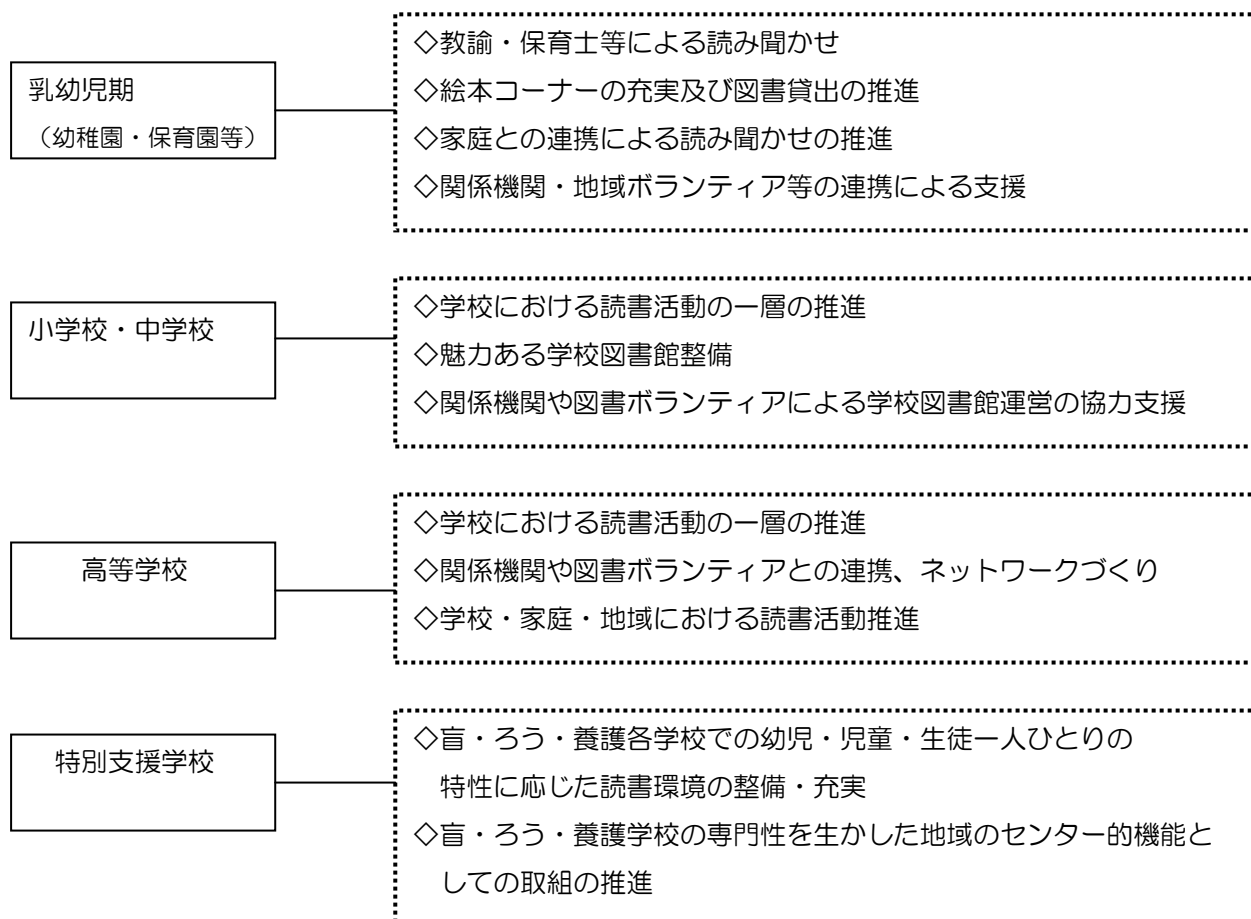 乳幼児期
（幼稚園・保育園等）
◇教諭・保育士等による読み聞かせ
◇絵本コーナーの充実及び図書貸出の推進
◇家庭との連携による読み聞かせの推進
◇関係機関・地域ボランティア等の連携による支援
小学校・中学校
◇学校における読書活動の一層の推進
◇魅力ある学校図書館整備
◇関係機関や図書ボランティアによる学校図書館運営の協力支援
高等学校
◇学校における読書活動の一層の推進
◇関係機関や図書ボランティアとの連携、ネットワークづくり
◇学校・家庭・地域における読書活動推進
特別支援学校
◇盲・ろう・養護各学校での幼児・児童・生徒一人ひとりの
特性に応じた読書環境の整備・充実
◇盲・ろう・養護学校の専門性を生かした地域のセンター的機能と
しての取組の推進